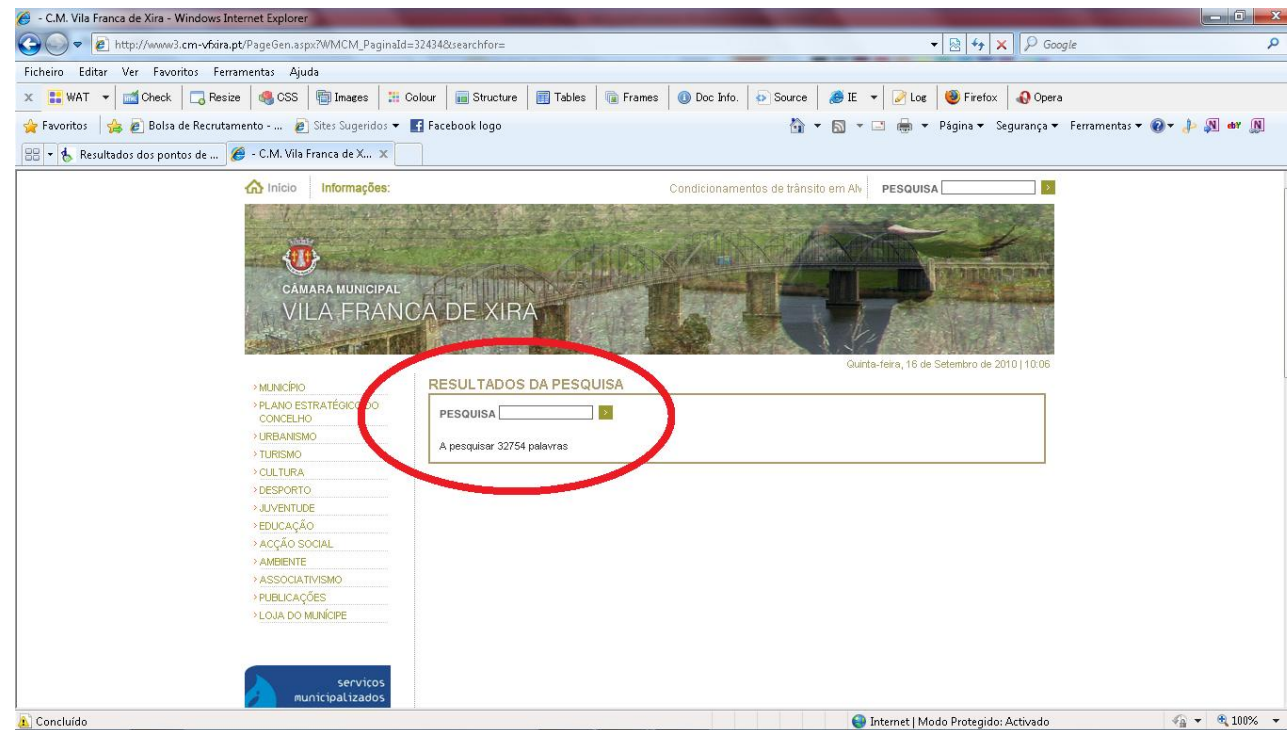 - C.M. Vila Franca de Xira - Windows Internet Explorer
http://www3.cm-vfxira.pt/PageGen.aspx?WMCM_PaginaId=32434&searchfor=
Google
Ficheiro Editar Ver Favoritos Ferramentas Ajuda
x WAT Check Resize CSS Images Colour Structure Tables Frames Doc Info. Source IE Log Firefox Opera
Favoritos Bolsa de Recrutamento - ... Sites Sugeridos Facebook logo Página Segurança Ferramentas
Resultados dos pontos de ... - C.M. Vila Franca de X... x
Início Informações: Condicionamentos de trânsito em Alv PESQUISA
CÂMARA MUNICIPAL
VILA FRANCA DE XIRA
Quinta-feira, 16 de Setembro de 2010 | 10:06
MUNICÍPIO
PLANO ESTRATÉGICO DO
CONCELHO
URBANISMO
TURISMO
CULTURA
DESPORTO
JUVENTUDE
EDUCAÇÃO
ACÇÃO SOCIAL
AMBIENTE
ASSOCIATIVISMO
PUBLICAÇÕES
LOJA DO MUNÍCIPE
RESULTADOS DA PESQUISA
PESQUISA
A pesquisar 32754 palavras
serviços
municipalizados
Concluído Internet | Modo Protegido: Activado 100%